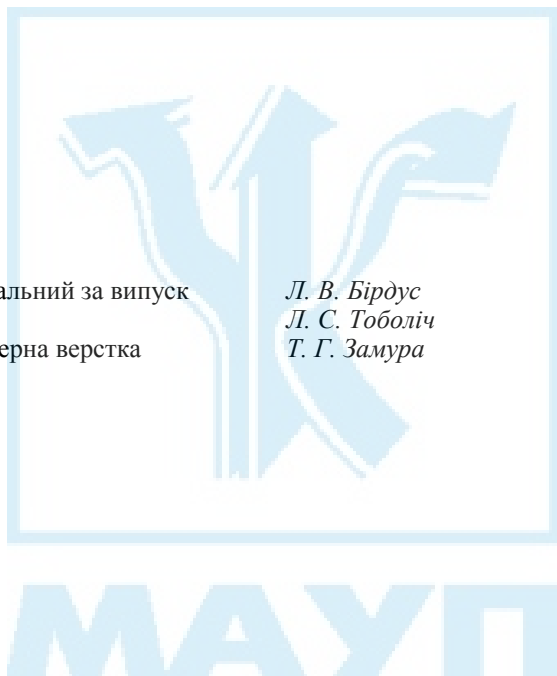 альний за випуск Л. В. Бірдус
Л. С. Тоболіч
ерна верстка Т. Г. Замура
МАУП